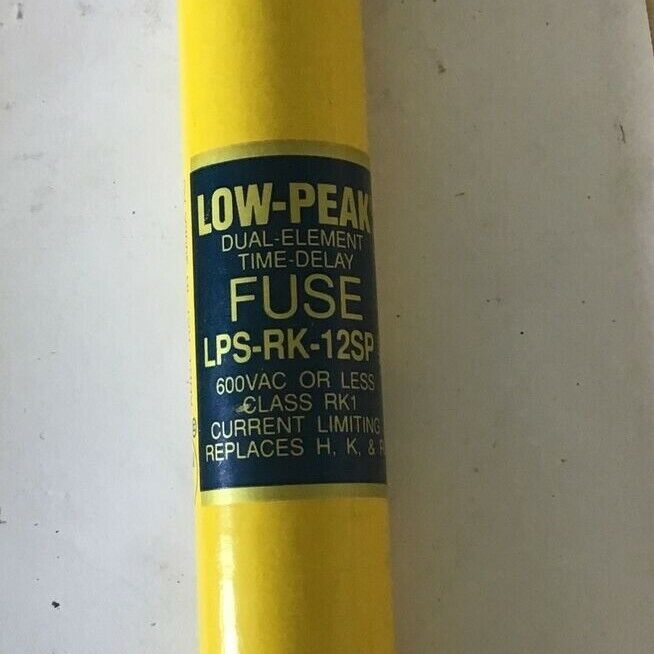 LOW-PEAK
DUAL-ELEMENT
TIME-DELAY
FUSE
LPS-RK-12SP
600VAC OR LESS
CLASS RK1
CURRENT LIMITING
REPLACES H, K, &